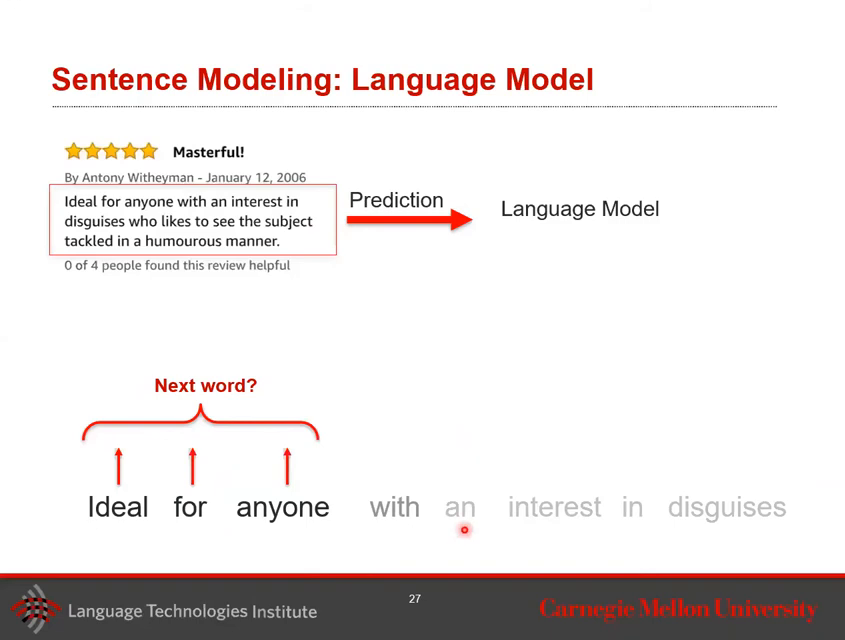 Sentence Modeling: Language Model
Masterful!
By Antony Witheyman - January 12, 2006
Ideal for anyone with an interest in
disguises who likes to see the subject
tackled in a humourous manner.
0 of 4 people found this review helpful
Prediction
Language Model
Next word?
Ideal for anyone with an interest in disguises
Language Technologies Institute
27
Carnegie Mellon University